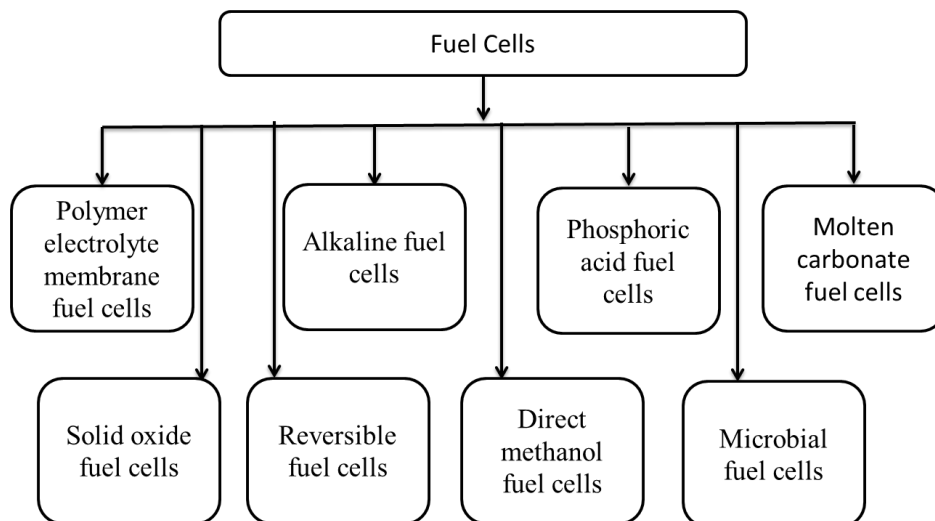 Fuel Cells
Polymer
electrolyte
membrane
fuel cells
Alkaline fuel
cells
Phosphoric
acid fuel
cells
Molten
carbonate
fuel cells
Solid oxide
fuel cells
Reversible
fuel cells
Direct
methanol
fuel cells
Microbial
fuel cells